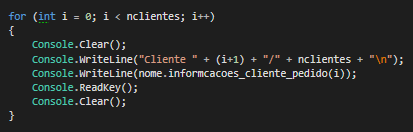 for (int i = 0; i < nclientes; i++)
{
    Console.Clear();
    Console.WriteLine("Cliente " + (i+1) + "/" + nclientes + "\n");
    Console.WriteLine(nome.informcacoes_cliente_pedido(i));
    Console.ReadKey();
    Console.Clear();
}